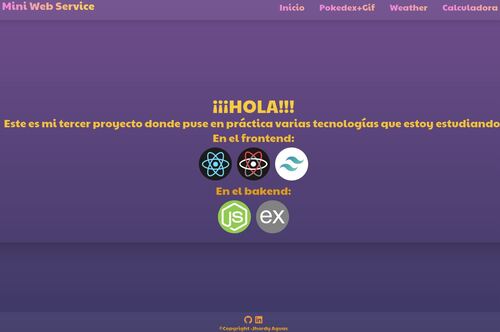 Mini Web Service
Inicio Pokedex+Gif Weather Calculadora
¡¡¡HOLA!!!
Este es mi tercer proyecto donde puse en práctica varias tecnologías que estoy estudiando
En el frontend:
En el bakend:
JS ex
©Copyright Jhordy Aguas